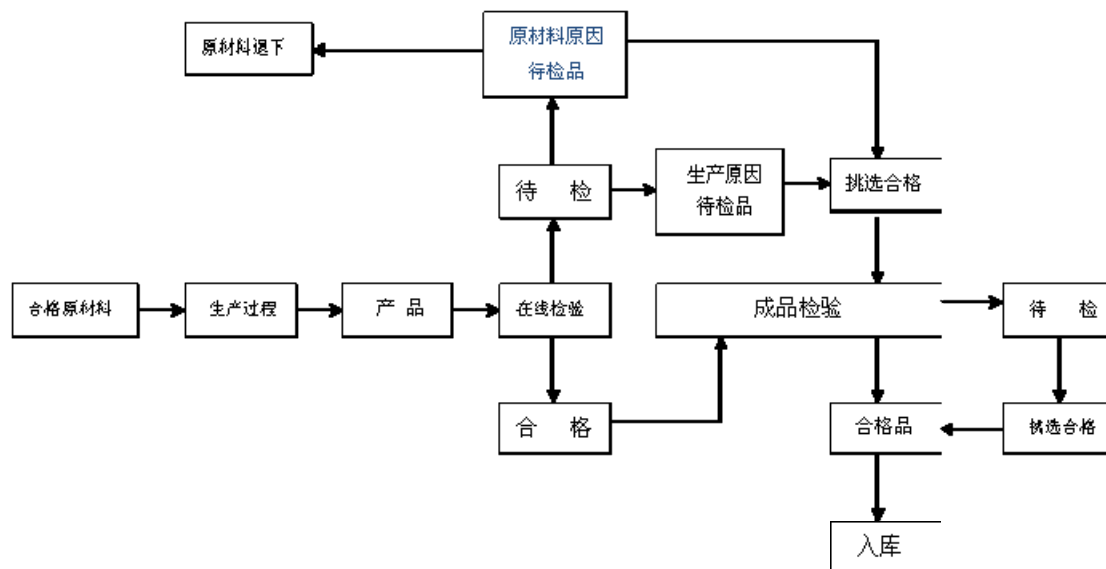 原材料退下
原材料原因
待检品
待 检
生产原因
待检品
挑选合格
合格原材料
生产过程
产 品
在线检验
成品检验
待 检
合 格
合格品
挑选合格
入库